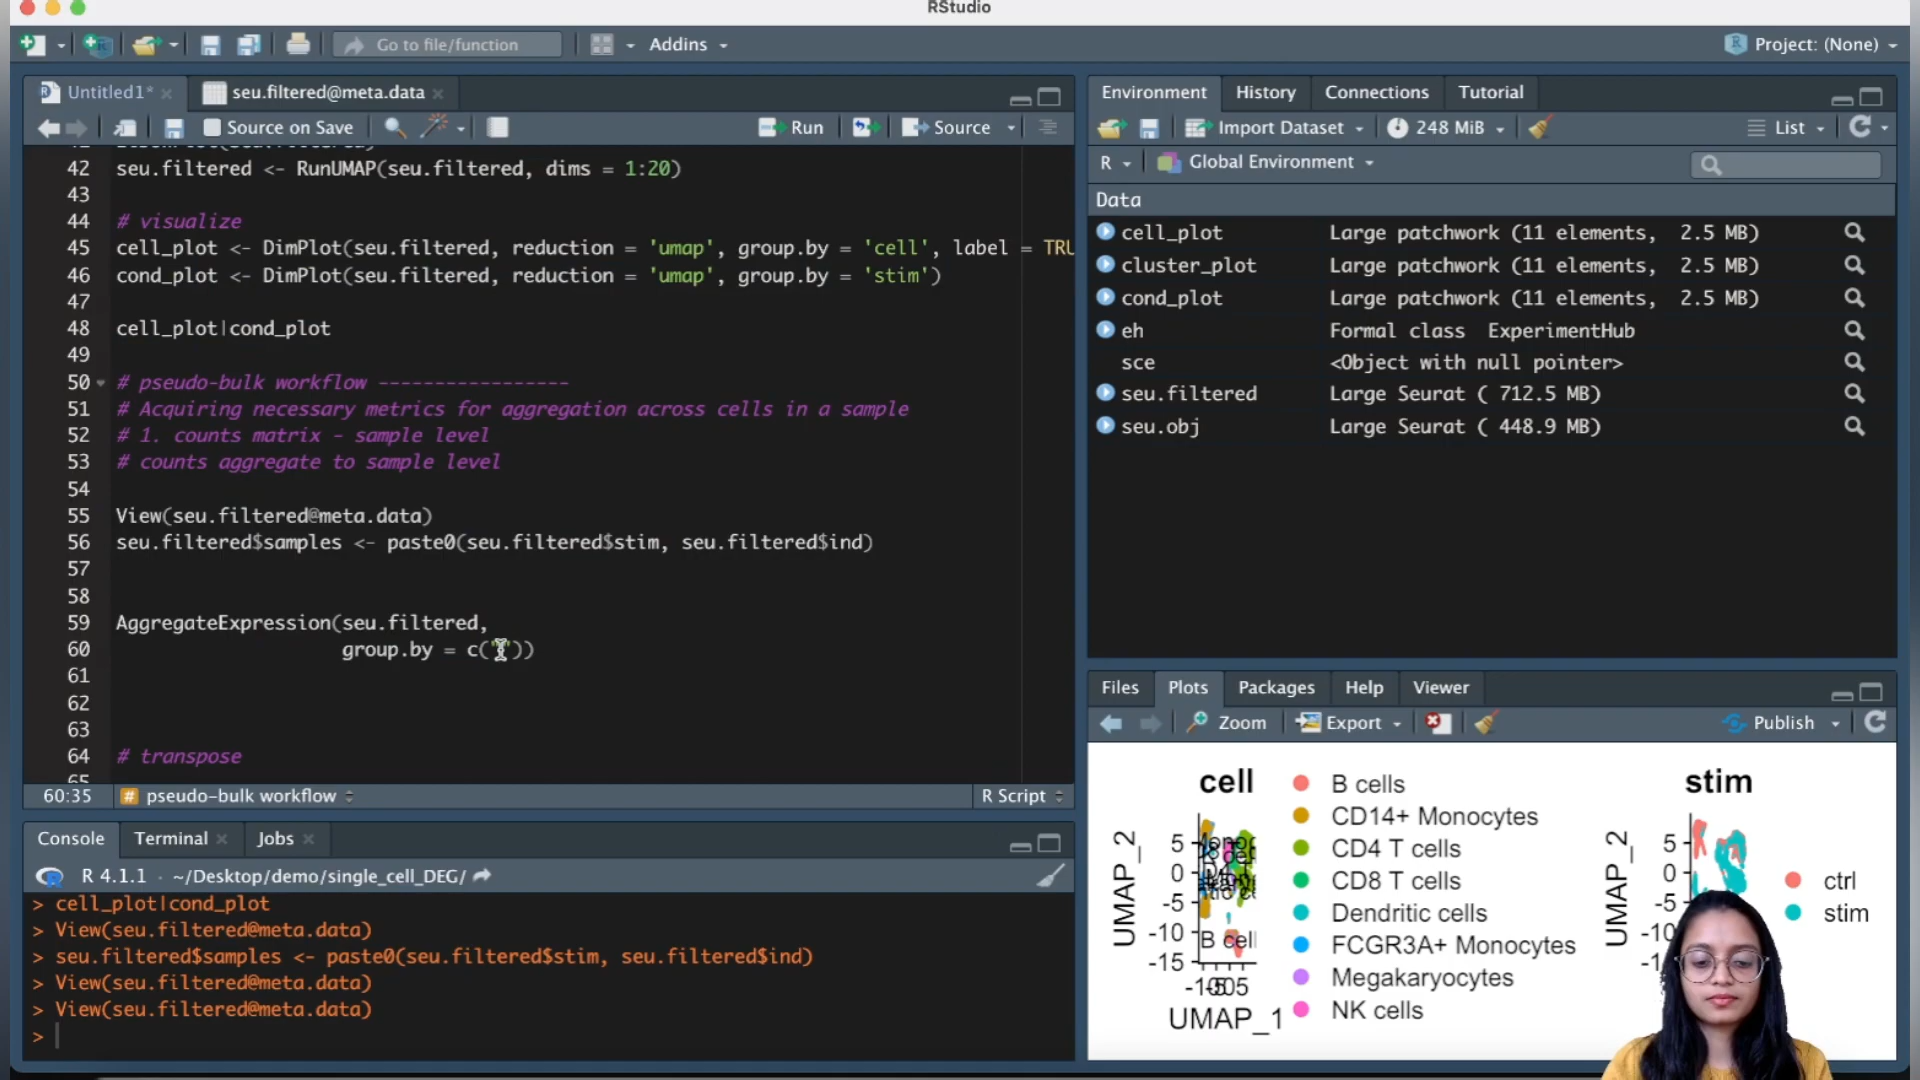 RStudio
Go to file/function
Addins
Project: (None)
Untitled1*
seu.filtered@meta.data
Source on Save
Run
Source
42 seu.filtered <- RunUMAP(seu.filtered, dims = 1:20)
43
44 # visualize
45 cell_plot <- DimPlot(seu.filtered, reduction = 'umap', group.by = 'cell', label = TRU
46 cond_plot <- DimPlot(seu.filtered, reduction = 'umap', group.by = 'stim')
47
48 cell_plot|cond_plot
49
50 # pseudo-bulk workflow -----------------
51 # Acquiring necessary metrics for aggregation across cells in a sample
52 # 1. counts matrix - sample level
53 # counts aggregate to sample level
54
55 View(seu.filtered@meta.data)
56 seu.filtered$samples <- paste0(seu.filtered$stim, seu.filtered$ind)
57
58
59 AggregateExpression(seu.filtered,
60 group.by = c(""))
61
62
63
64 # transpose
65
60:35
# pseudo-bulk workflow
R Script
Console
Terminal
Jobs
R 4.1.1 · ~/Desktop/demo/single_cell_DEG/
> cell_plot|cond_plot
> View(seu.filtered@meta.data)
> seu.filtered$samples <- paste0(seu.filtered$stim, seu.filtered$ind)
> View(seu.filtered@meta.data)
> View(seu.filtered@meta.data)
>
Environment
History
Connections
Tutorial
Import Dataset
248 MiB
List
R
Global Environment
Data
cell_plot Large patchwork (11 elements, 2.5 MB)
cluster_plot Large patchwork (11 elements, 2.5 MB)
cond_plot Large patchwork (11 elements, 2.5 MB)
eh Formal class ExperimentHub
sce <Object with null pointer>
seu.filtered Large Seurat ( 712.5 MB)
seu.obj Large Seurat ( 448.9 MB)
Files
Plots
Packages
Help
Viewer
Zoom
Export
Publish
cell
UMAP_2
5
0
-5
-10
-15
B cell
UMAP_1
B cells
CD14+ Monocytes
CD4 T cells
CD8 T cells
Dendritic cells
FCGR3A+ Monocytes
Megakaryocytes
NK cells
stim
UMAP_2
5
0
-5
-10
ctrl
stim